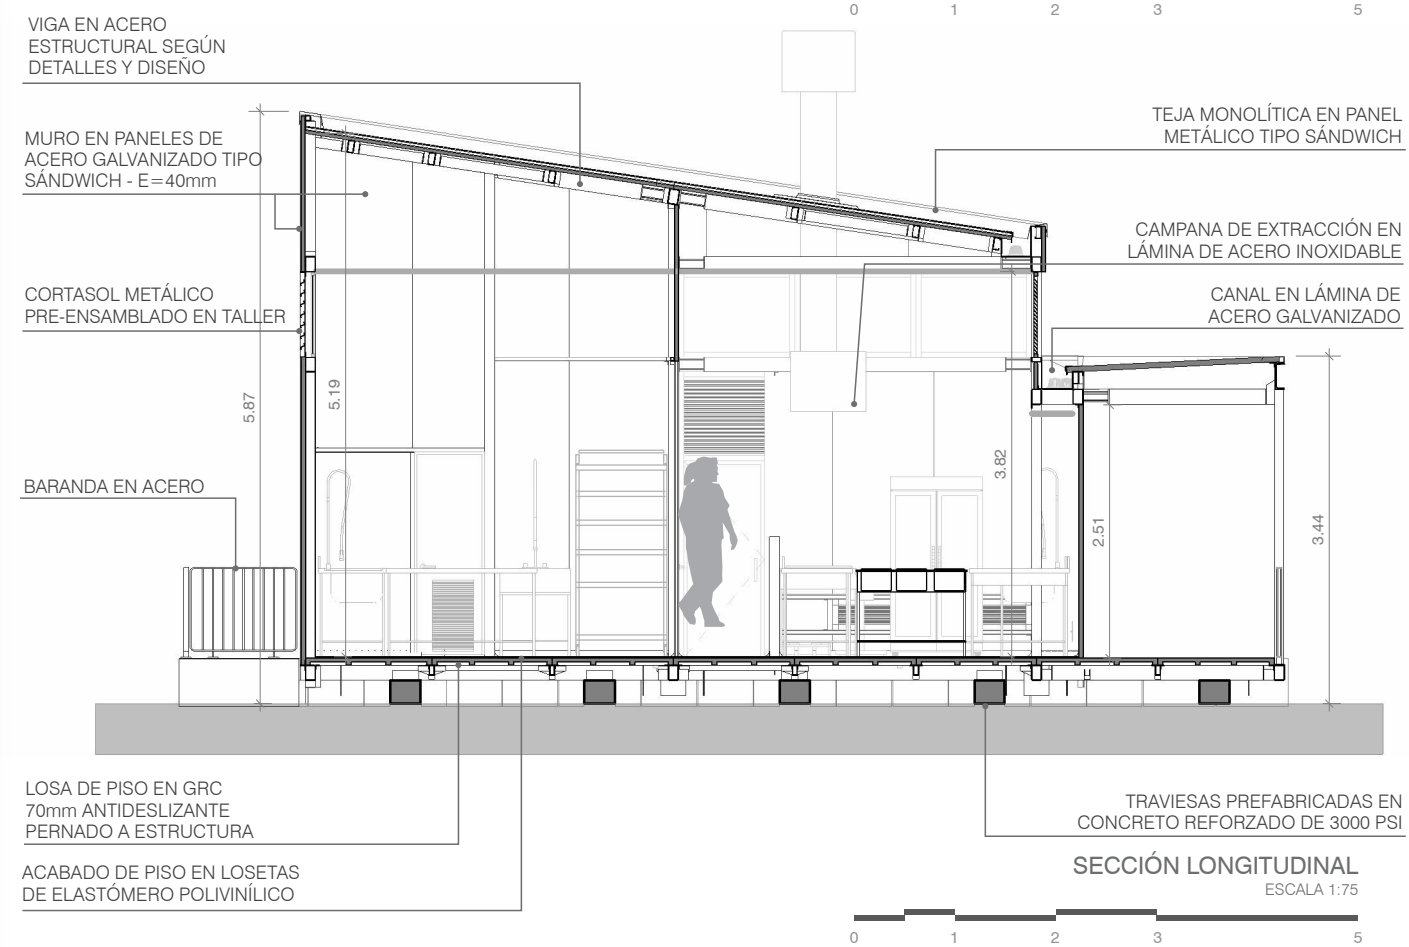 0 1 2 3 5
VIGA EN ACERO
ESTRUCTURAL SEGÚN
DETALLES Y DISEÑO
MURO EN PANELES DE
ACERO GALVANIZADO TIPO
SÁNDWICH - E=40mm
CORTASOL METÁLICO
PRE-ENSAMBLADO EN TALLER
BARANDA EN ACERO
TEJA MONOLÍTICA EN PANEL
METÁLICO TIPO SÁNDWICH
CAMPANA DE EXTRACCIÓN EN
LÁMINA DE ACERO INOXIDABLE
CANAL EN LÁMINA DE
ACERO GALVANIZADO
5.87
5.19
3.82
2.51
3.44
LOSA DE PISO EN GRC
70mm ANTIDESLIZANTE
PERNADO A ESTRUCTURA
ACABADO DE PISO EN LOSETAS
DE ELASTÓMERO POLIVINÍLICO
TRAVIESAS PREFABRICADAS EN
CONCRETO REFORZADO DE 3000 PSI
SECCIÓN LONGITUDINAL
ESCALA 1:75
0 1 2 3 5